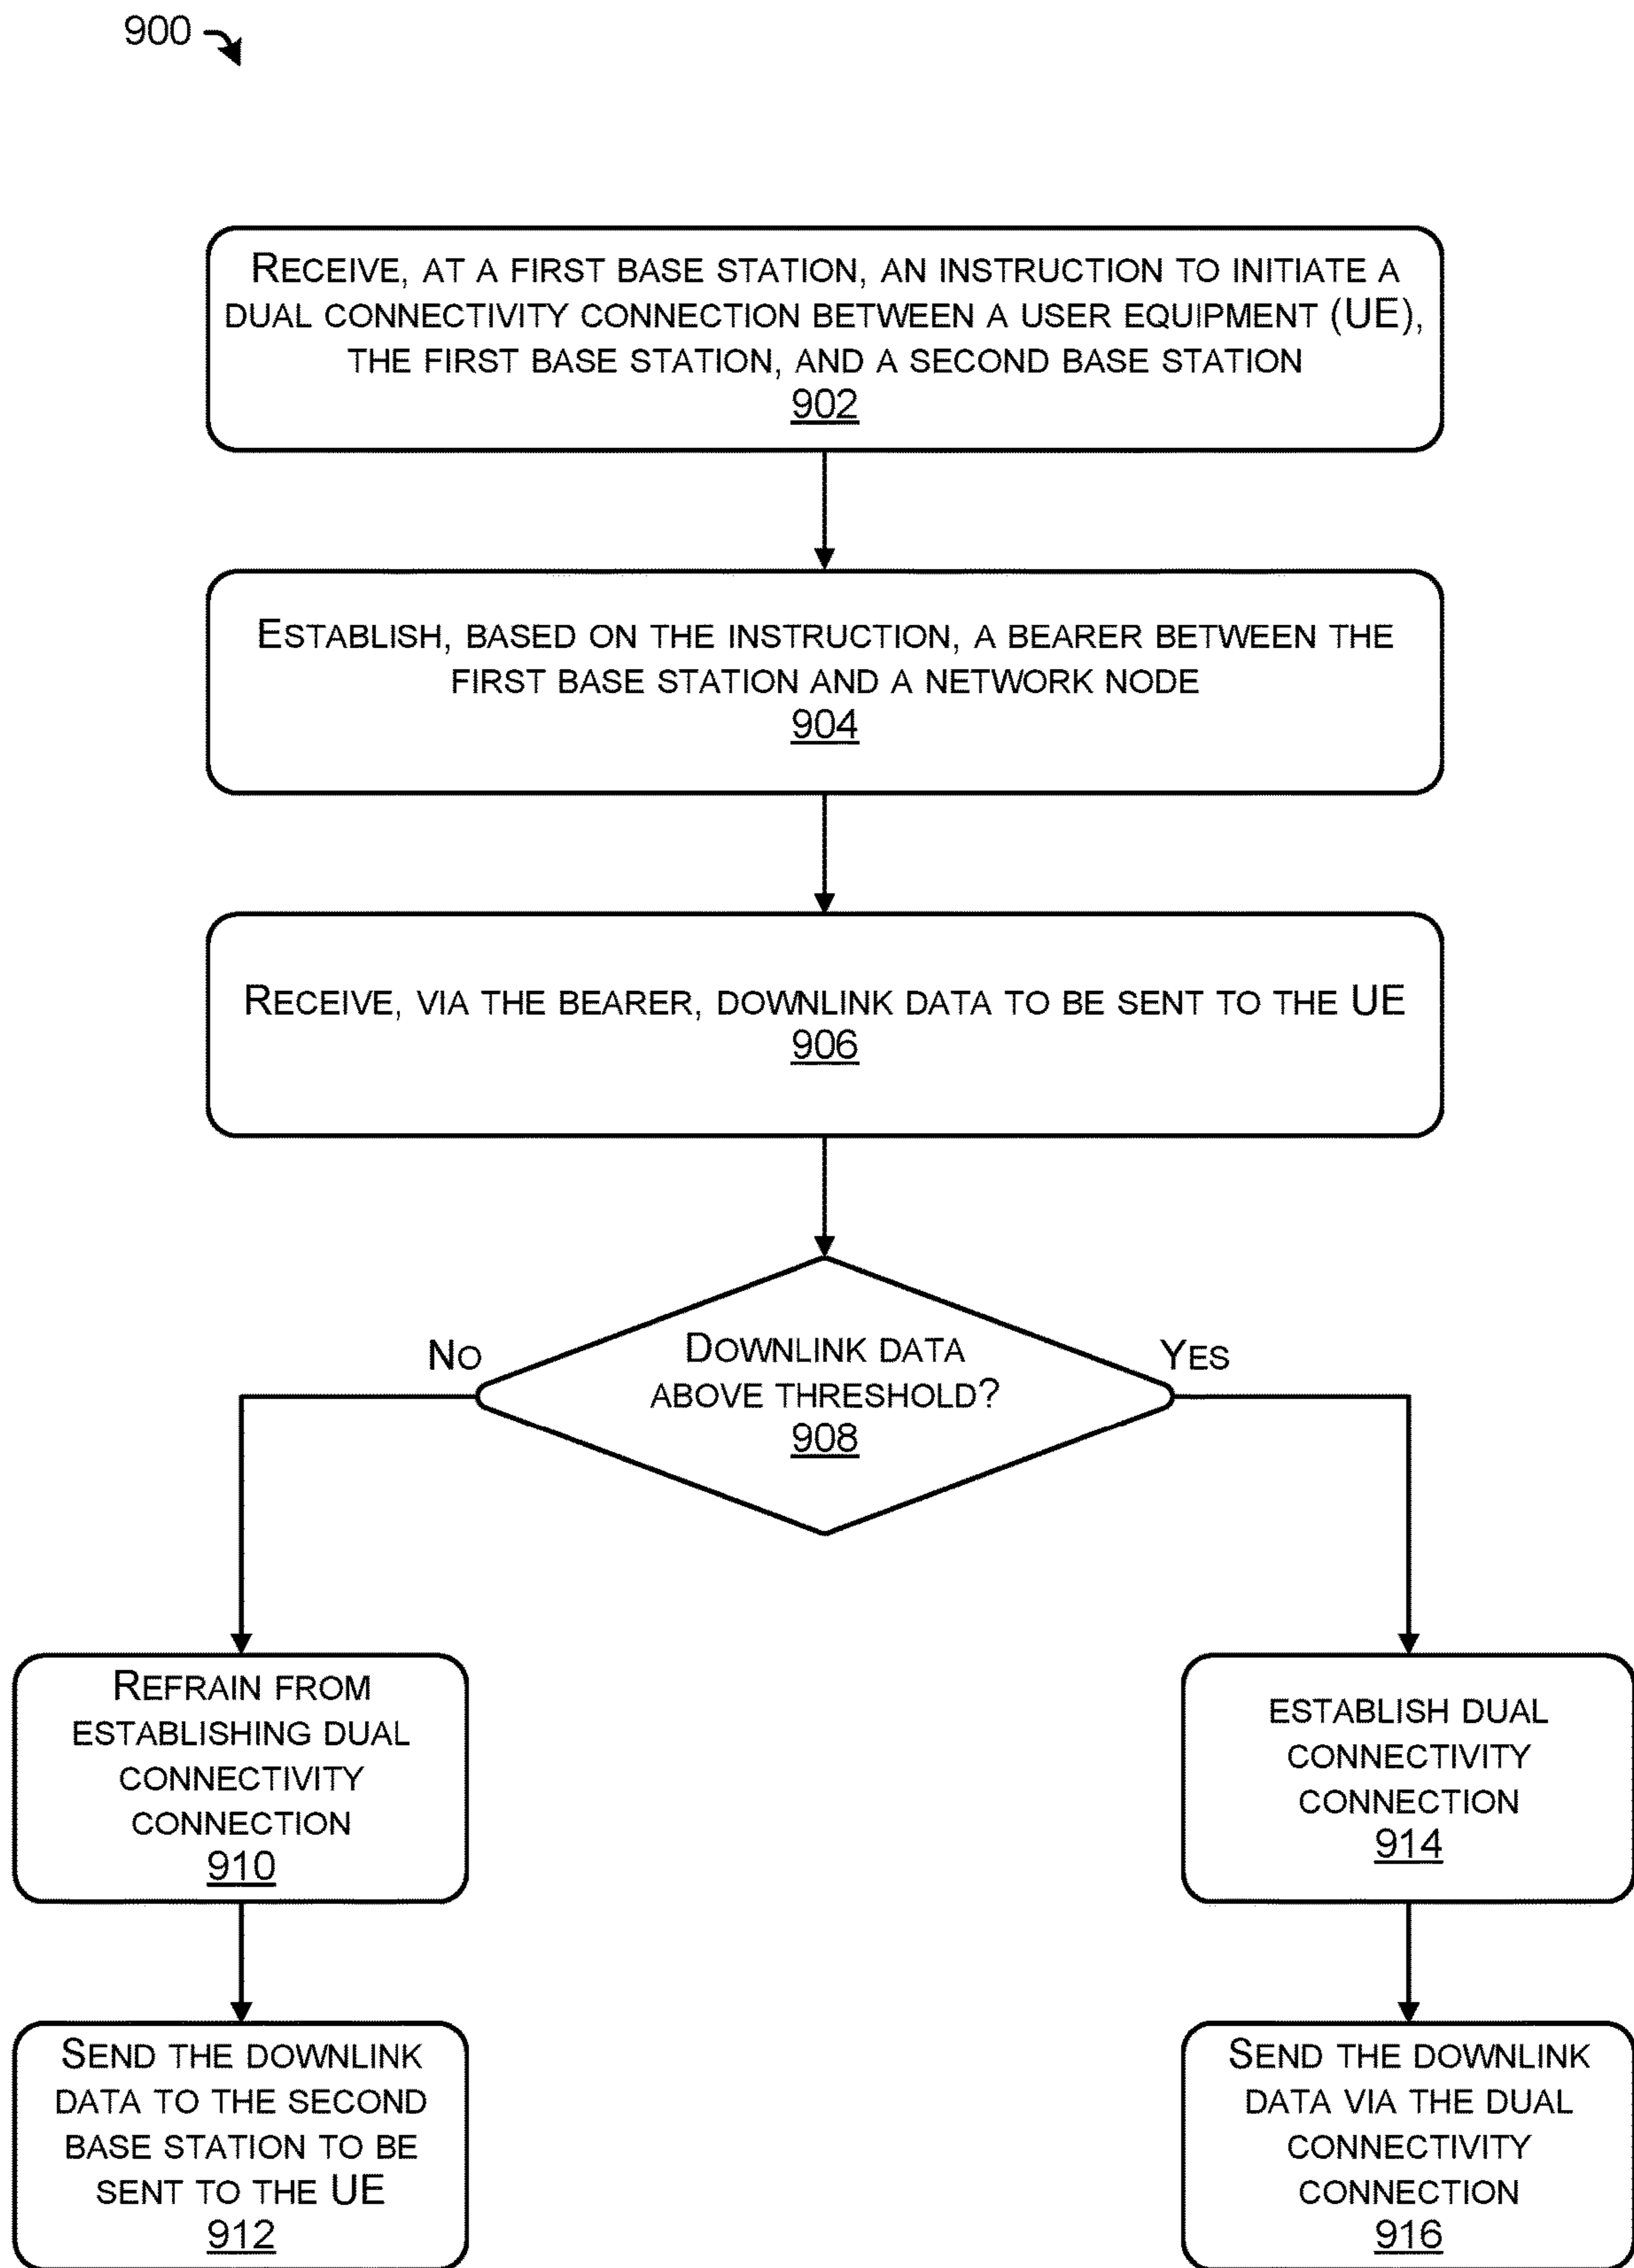 900
RECEIVE, AT A FIRST BASE STATION, AN INSTRUCTION TO INITIATE A
DUAL CONNECTIVITY CONNECTION BETWEEN A USER EQUIPMENT (UE),
THE FIRST BASE STATION, AND A SECOND BASE STATION
902
ESTABLISH, BASED ON THE INSTRUCTION, A BEARER BETWEEN THE
FIRST BASE STATION AND A NETWORK NODE
904
RECEIVE, VIA THE BEARER, DOWNLINK DATA TO BE SENT TO THE UE
906
DOWNLINK DATA
ABOVE THRESHOLD?
908
NO
YES
REFRAIN FROM
ESTABLISHING DUAL
CONNECTIVITY
CONNECTION
910
SEND THE DOWNLINK
DATA TO THE SECOND
BASE STATION TO BE
SENT TO THE UE
912
ESTABLISH DUAL
CONNECTIVITY
CONNECTION
914
SEND THE DOWNLINK
DATA VIA THE DUAL
CONNECTIVITY
CONNECTION
916